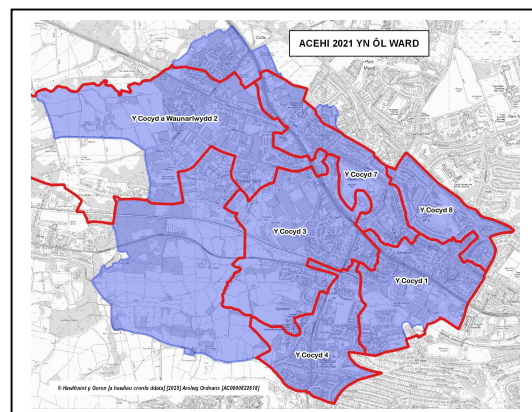 ACEHI 2021 YN ÔL WARD
Y Cocyd a Waunarlwydd 2
Y Cocyd 7
Y Cocyd 8
Y Cocyd 3
Y Cocyd 1
Y Cocyd 4
© Hawlfraint y Goron [a hawliau cronfa ddata] [2025] Arolwg Ordnans [AC0000822618]